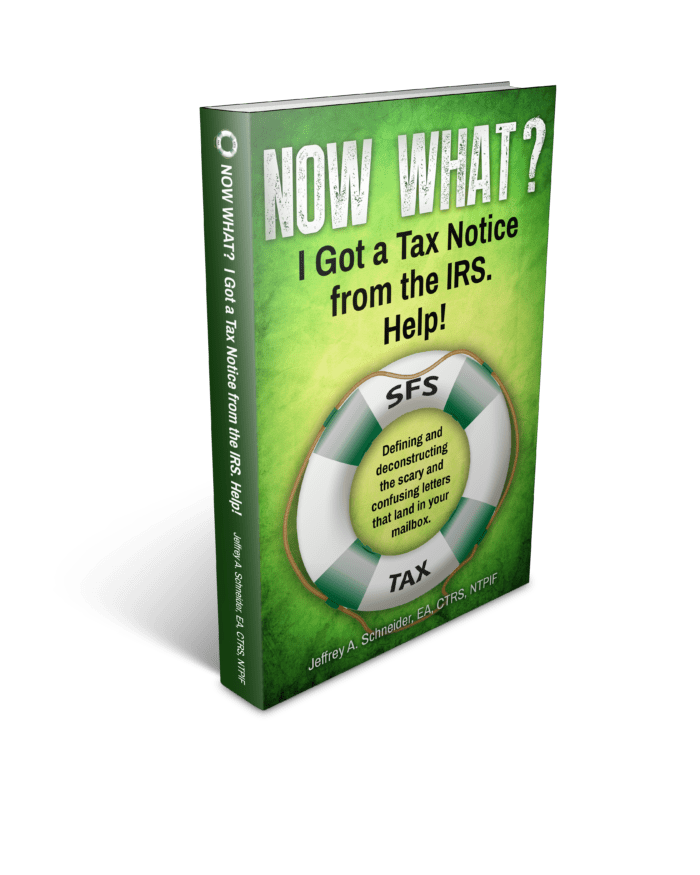 NOW WHAT? I Got a Tax Notice from the IRS. Help! Jeffrey A. Schneider, EA, CTRS, NTPIF
NOW WHAT?
I Got a Tax Notice
from the IRS.
Help!
SFS
Defining and
deconstructing
the scary and
confusing letters
that land in your
mailbox.
TAX
Jeffrey A. Schneider, EA, CTRS, NTPIF